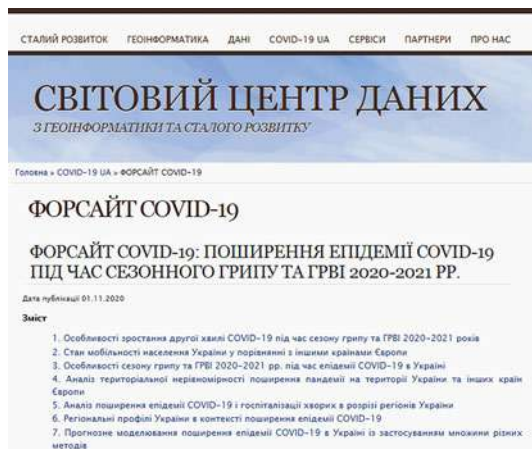 СТАЛИЙ РОЗВИТОК ГЕОІНФОРМАТИКА ДАНІ COVID-19 UA СЕРВІСИ ПАРТНЕРИ ПРО НАС
СВІТОВИЙ ЦЕНТР ДАНИХ
З ГЕОІНФОРМАТИКИ ТА СТАЛОГО РОЗВИТКУ
Головна » COVID-19 UA » ФОРСАЙТ COVID-19
ФОРСАЙТ COVID-19
ФОРСАЙТ COVID-19: ПОШИРЕННЯ ЕПІДЕМІЇ COVID-19
ПІД ЧАС СЕЗОННОГО ГРИПУ ТА ГРВІ 2020-2021 РР.
Дата публікації 01.11.2020
Зміст
1. Особливості зростання другої хвилі COVID-19 під час сезону грипу та ГРВІ 2020-2021 років
2. Стан мобільності населення України у порівнянні з іншими країнами Європи
3. Особливості сезону грипу та ГРВІ 2020-2021 рр. під час епідемії COVID-19 в Україні
4. Аналіз територіальної нерівномірності поширення пандемії на території України та інших країн
Європи
5. Аналіз поширення епідемії COVID-19 і госпіталізації хворих в розрізі регіонів України
6. Регіональні профілі України в контексті поширення епідемії COVID-19
7. Прогнозне моделювання поширення епідемії COVID-19 в Україні із застосуванням множини різних
методів